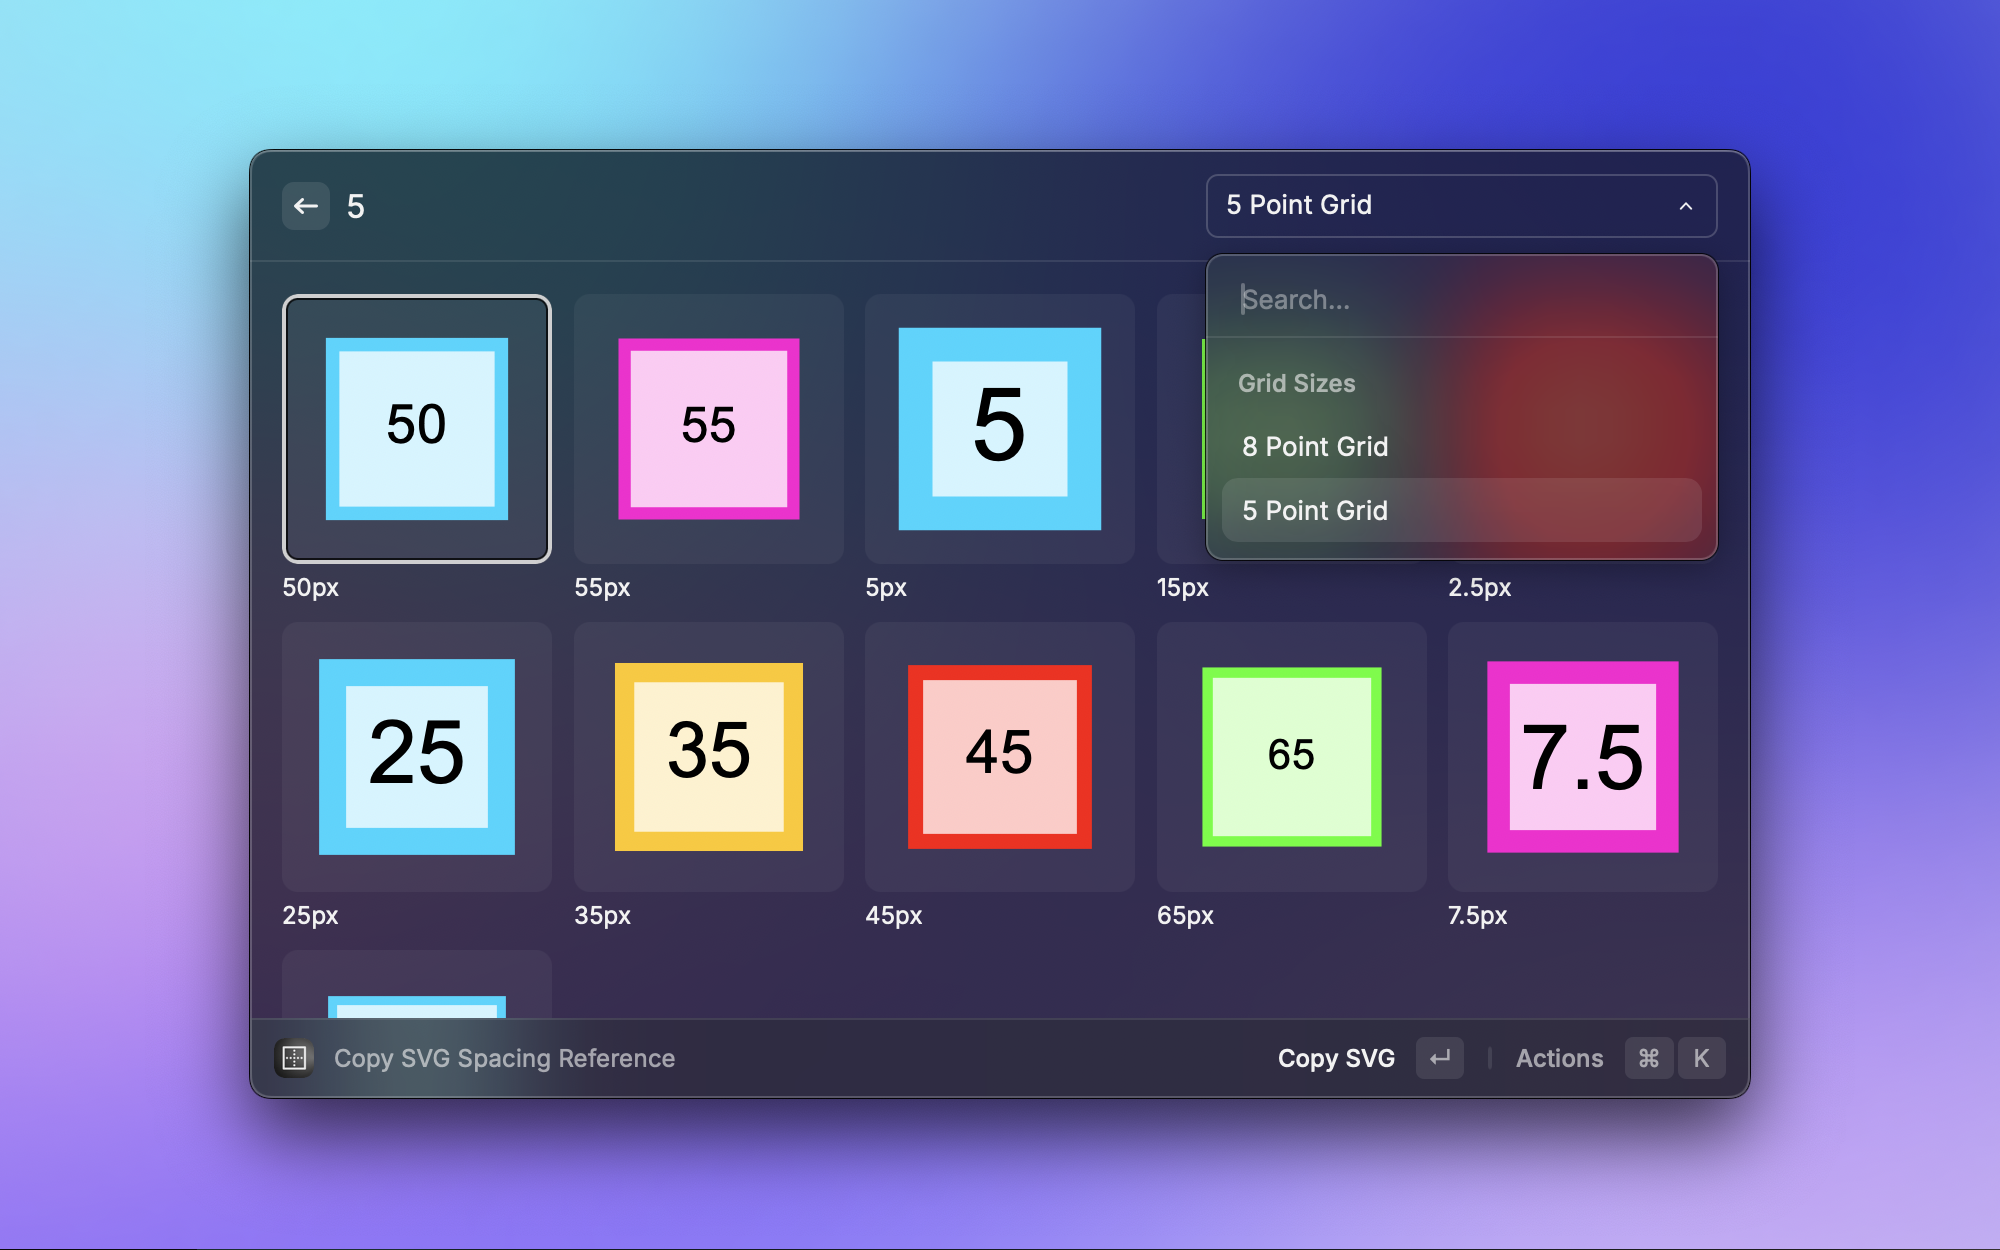 5
5 Point Grid
Search...
Grid Sizes
8 Point Grid
5 Point Grid
50
55
5
50px
55px
5px
15px
2.5px
25
35
45
65
7.5
25px
35px
45px
65px
7.5px
Copy SVG Spacing Reference
Copy SVG
Actions
⌘
K